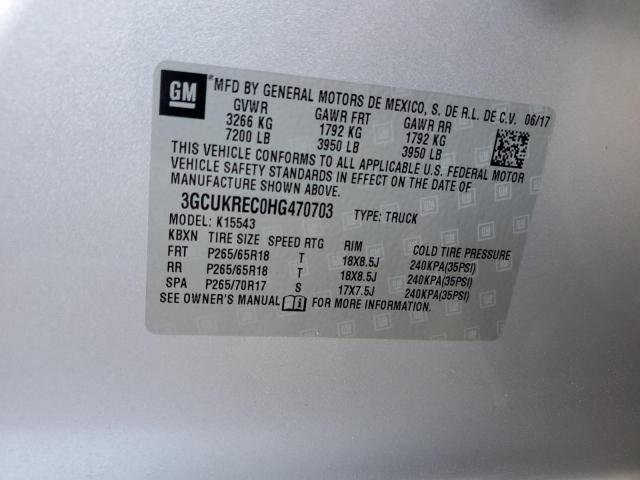 GM
MFD BY GENERAL MOTORS DE MEXICO, S. DE R.L. DE C.V. 06/17
GVWR GAWR FRT GAWR RR
3266 KG 1792 KG 1792 KG
7200 LB 3950 LB 3950 LB
THIS VEHICLE CONFORMS TO ALL APPLICABLE U.S. FEDERAL MOTOR
VEHICLE SAFETY STANDARDS IN EFFECT ON THE DATE OF
MANUFACTURE SHOWN ABOVE.
3GCUKREC0HG470703 TYPE: TRUCK
MODEL: K15543
KBXN TIRE SIZE SPEED RTG RIM COLD TIRE PRESSURE
FRT P265/65R18 T 18X8.5J 240KPA(35PSI)
RR P265/65R18 T 18X8.5J 240KPA(35PSI)
SPA P265/70R17 S 17X7.5J 240KPA(35PSI)
SEE OWNER'S MANUAL i FOR MORE INFORMATION.